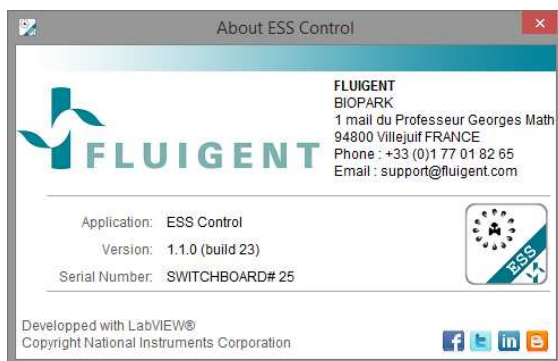 About ESS Control
FLUIGENT
FLUIGENT
BIOPARK
1 mail du Professeur Georges Math
94800 Villejuif FRANCE
Phone : +33 (0)1 77 01 82 65
Email : support@fluigent.com
Application: ESS Control
Version: 1.1.0 (build 23)
Serial Number: SWITCHBOARD# 25
ESS
Developped with LabVIEW®
Copyright National Instruments Corporation